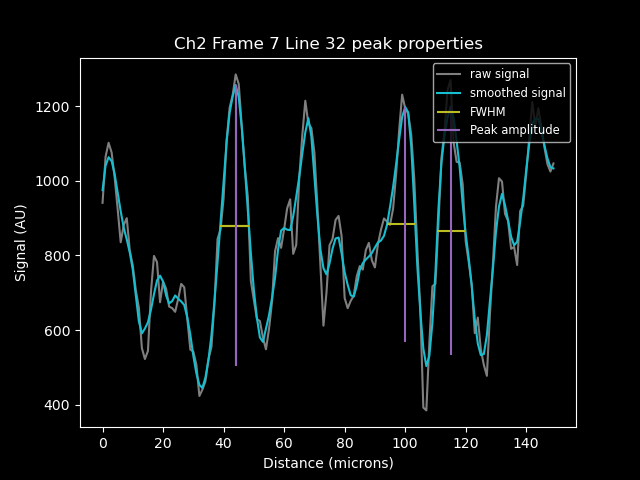 Ch2 Frame 7 Line 32 peak properties
raw signal
smoothed signal
FWHM
Peak amplitude
Signal (AU)
1200
1000
800
600
400
0 20 40 60 80 100 120 140
Distance (microns)